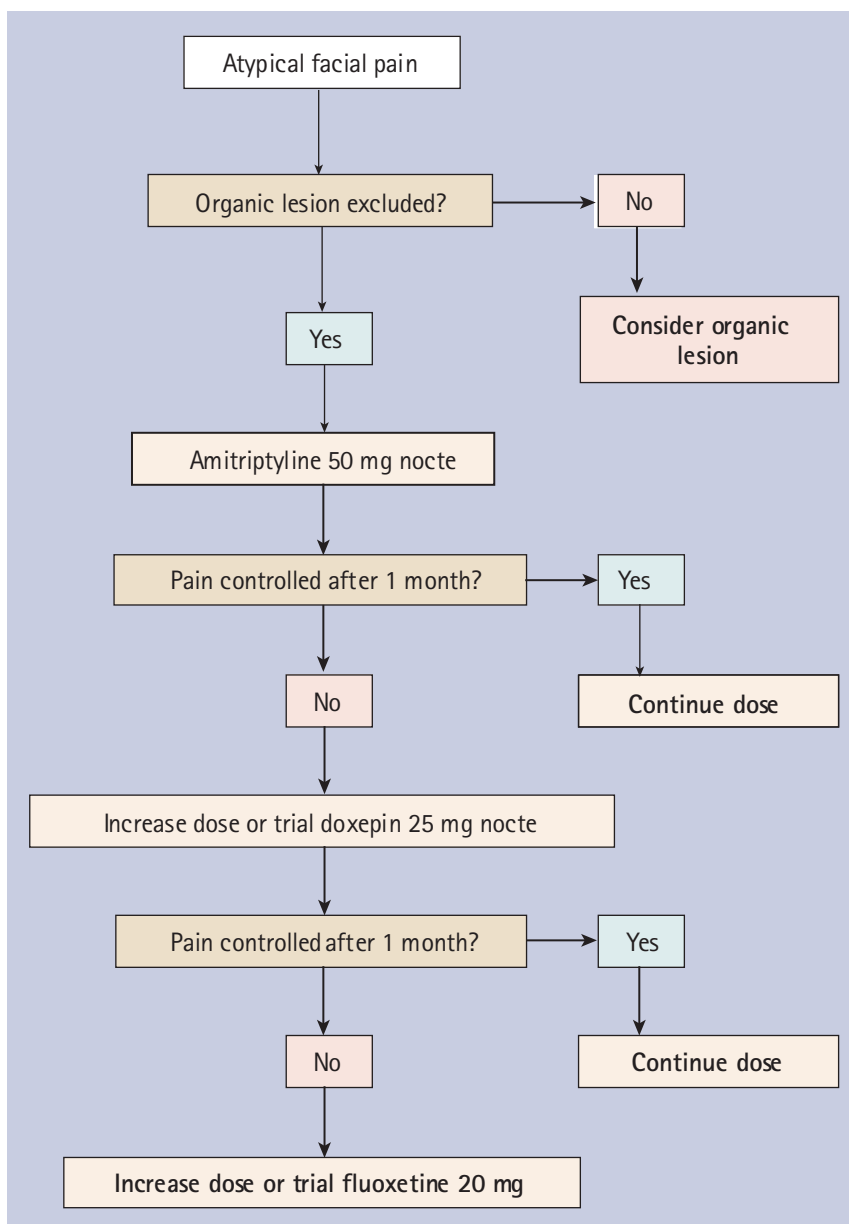 Atypical facial pain
Organic lesion excluded?
No
Yes
Consider organic
lesion
Amitriptyline 50 mg nocte
Pain controlled after 1 month?
Yes
No
Continue dose
Increase dose or trial doxepin 25 mg nocte
Pain controlled after 1 month?
Yes
No
Continue dose
Increase dose or trial fluoxetine 20 mg